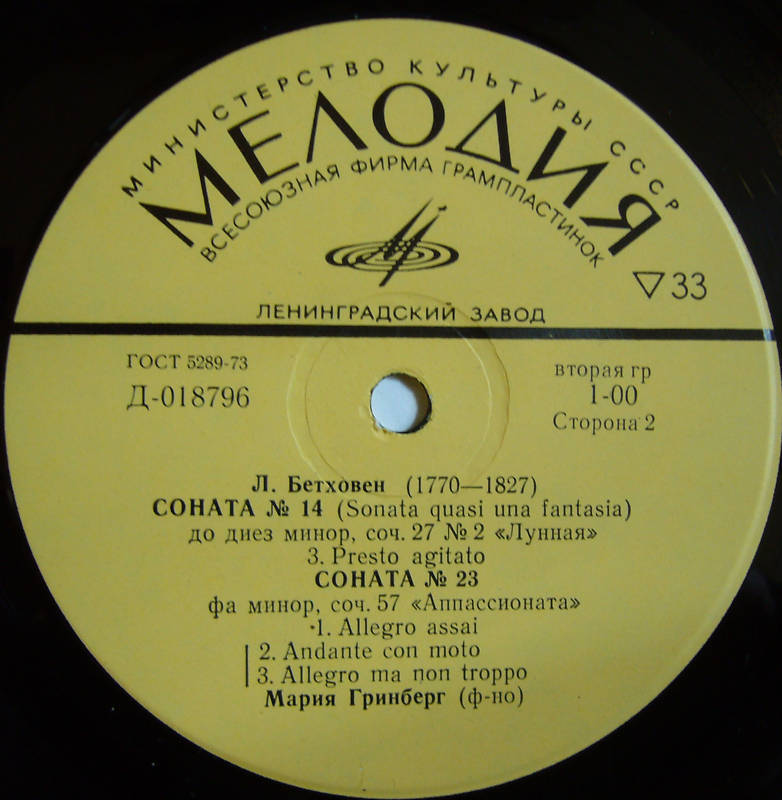 МИНИСТЕРСТВО КУЛЬТУРЫ СССР
МЕЛОДИЯ
ВСЕСОЮЗНАЯ ФИРМА ГРАМПЛАСТИНОК
▽33
ЛЕНИНГРАДСКИЙ ЗАВОД
ГОСТ 5289-73
Д-018796
вторая гр
1-00
Сторона 2
Л. Бетховен (1770—1827)
СОНАТА № 14 (Sonata quasi una fantasia)
до диез минор, соч. 27 № 2 «Лунная»
3. Presto agitato
СОНАТА № 23
фа минор, соч. 57 «Аппассионата»
1. Allegro assai
2. Andante con moto
3. Allegro ma non troppo
Мария Гринберг (ф-но)